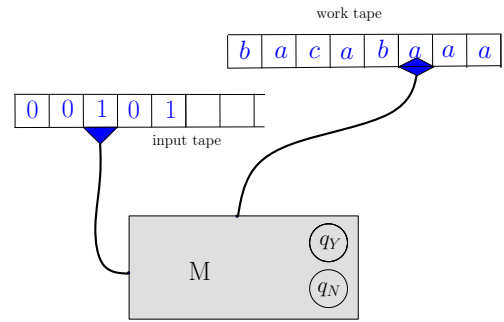 work tape
b a c a b a a a
0 0 1 0 1
input tape
M
q_Y
q_N